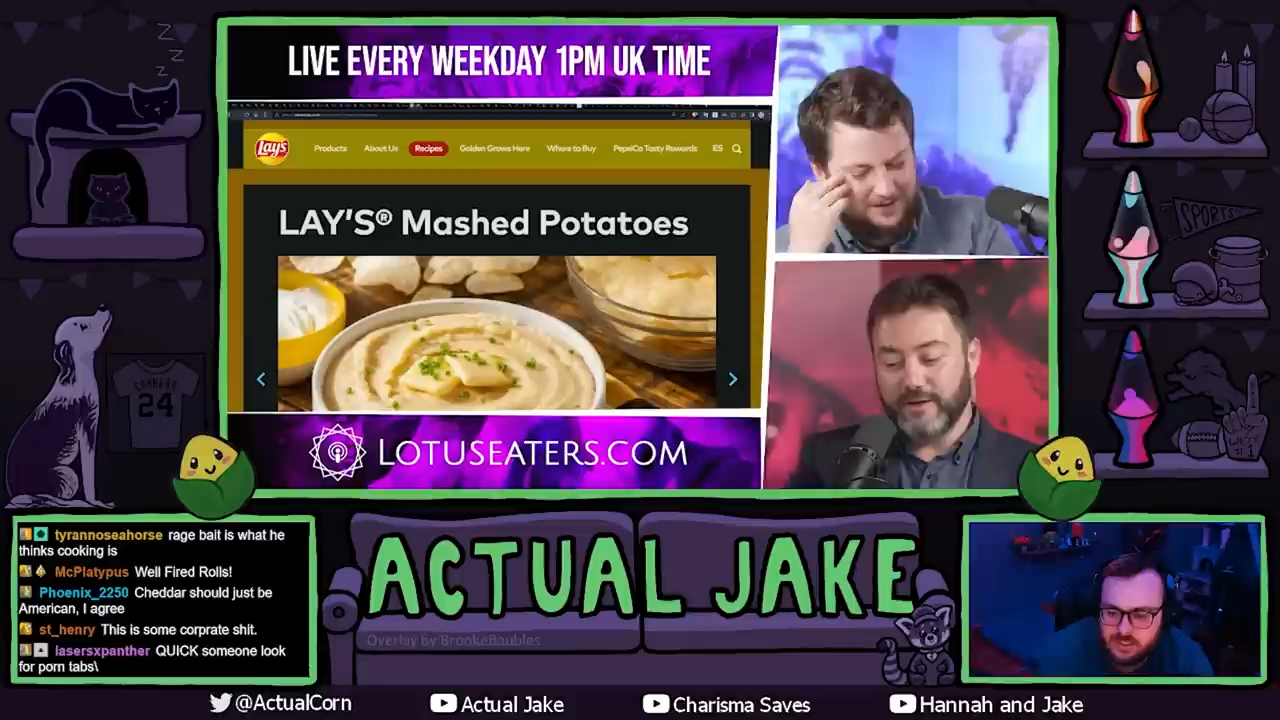 LIVE EVERY WEEKDAY 1PM UK TIME
Lay's
Products About Us Recipes Golden Grows Here Where to Buy PepsiCo Tasty Rewards ES
LAY'S® Mashed Potatoes
LOTUSEATERS.COM
Z
Z
Z
24
SPORTS
WE'RE
#1
tyrannoseahorse rage bait is what he
thinks cooking is
McPlatypus Well Fired Rolls!
Phoenix_2250 Cheddar should just be
American, I agree
st_henry This is some corprate shit.
lasersxpanther QUICK someone look
for porn tabs\
ACTUAL JAKE
Overlay by BrookeBaubles
@ActualCorn Actual Jake Charisma Saves Hannah and Jake